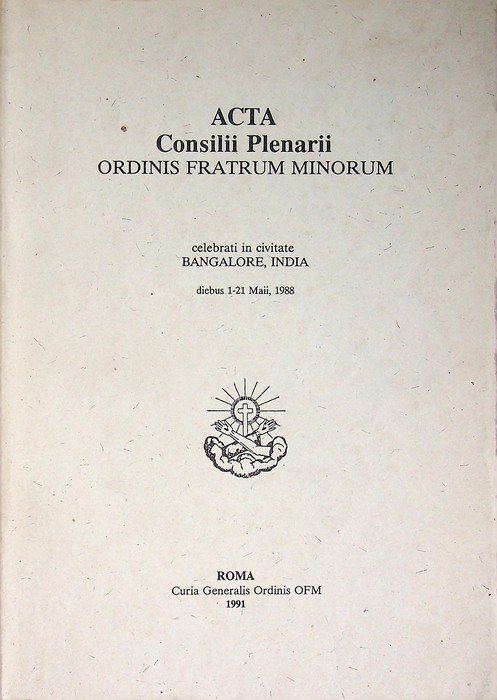 ACTA
Consilii Plenarii
ORDINIS FRATRUM MINORUM
celebrati in civitate
BANGALORE, INDIA
diebus 1-21 Maii, 1988
ROMA
Curia Generalis Ordinis OFM
1991